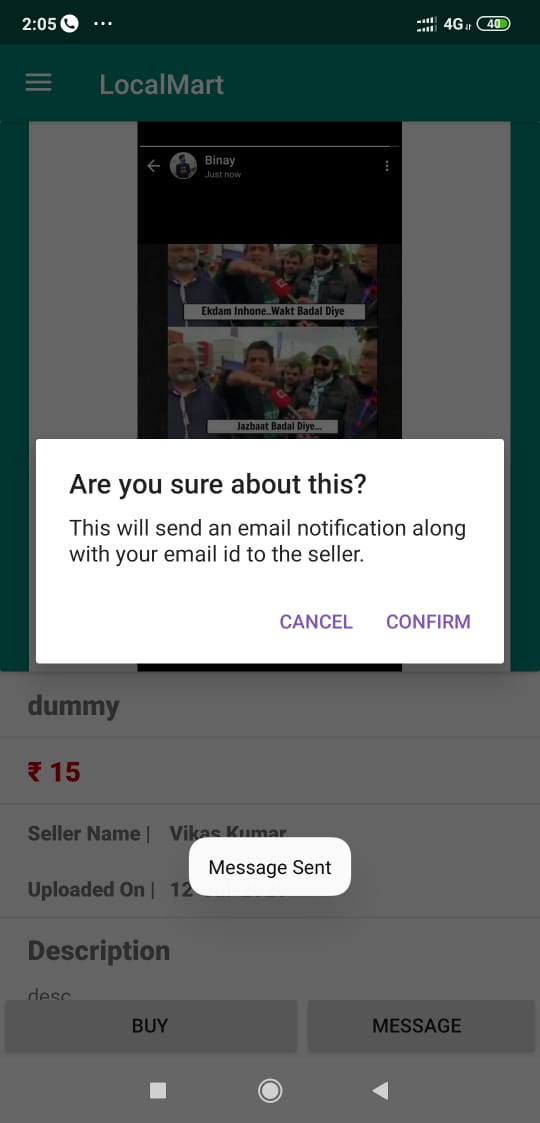 2:05 ... 4G 40
LocalMart
Binay
Just now
Ekdam Inhone..Wakt Badal Diye
Jazbaat Badal Diye...
Are you sure about this?
This will send an email notification along
with your email id to the seller.
CANCEL CONFIRM
dummy
₹ 15
Seller Name | Vikas Kumar
Message Sent
Uploaded On | 12
Description
desc
BUY MESSAGE